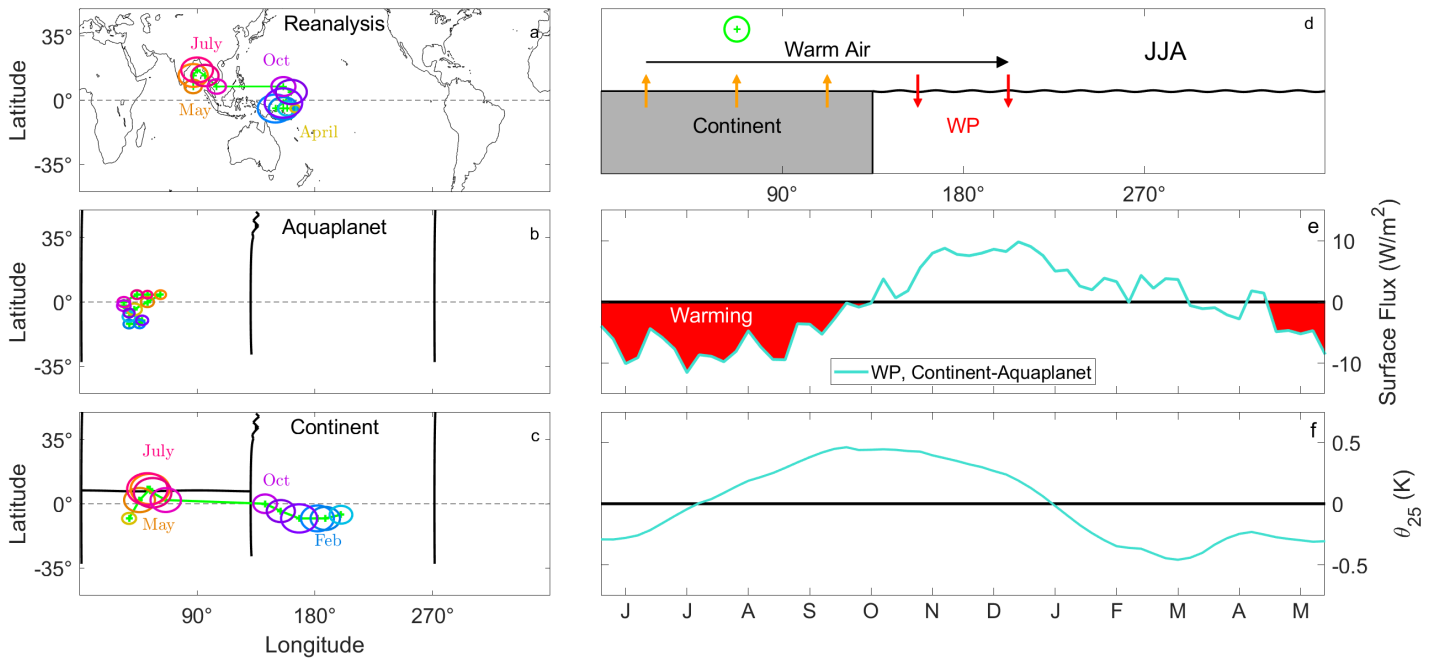 Reanalysis
a
35°
0°
-35°
Latitude
July
May
Oct
April
Aquaplanet
b
35°
0°
-35°
Latitude
Continent
c
35°
0°
-35°
Latitude
July
May
Oct
Feb
90°
180°
270°
Longitude
d
Warm Air
JJA
Continent
WP
90°
180°
270°
e
Warming
WP, Continent-Aquaplanet
10
0
-10
Surface Flux (W/m²)
f
0.5
0
-0.5
θ₂₅ (K)
J J A S O N D J F M A M